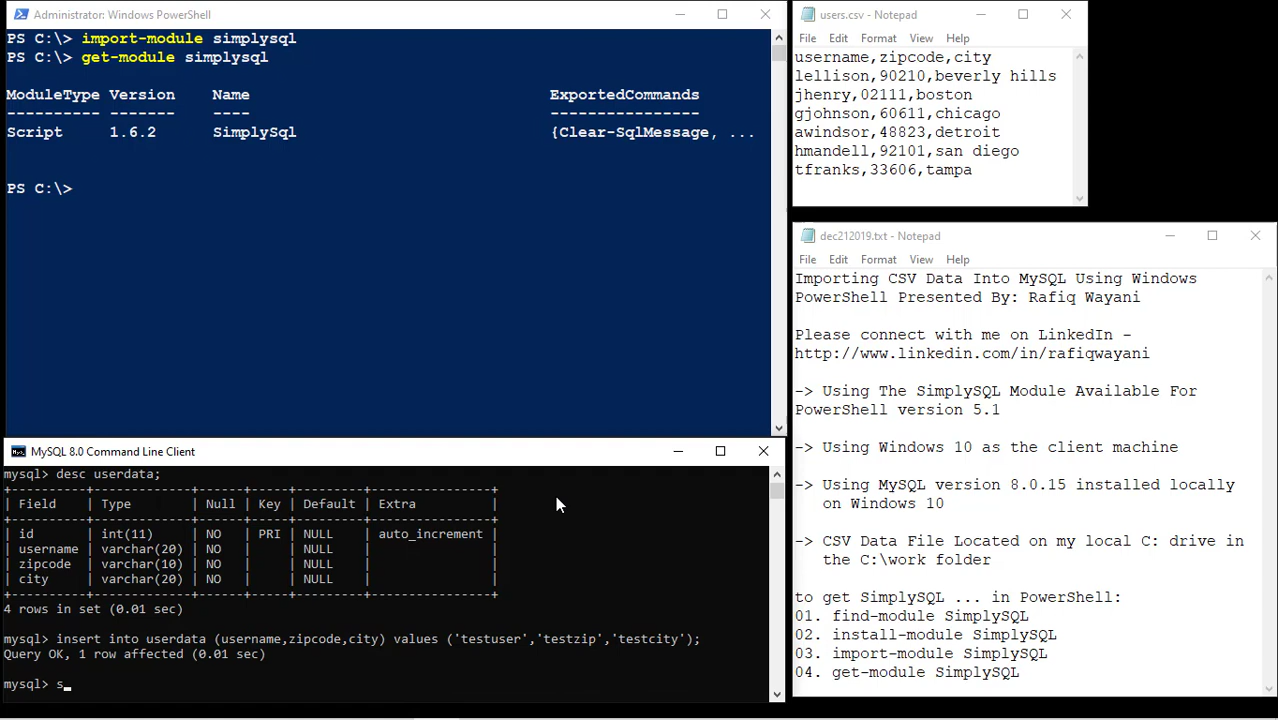 Administrator: Windows PowerShell
PS C:\> import-module simplysql
PS C:\> get-module simplysql
ModuleType Version    Name                                ExportedCommands
---------- -------    ----                                ----------------
Script     1.6.2      SimplySql                           {Clear-SqlMessage, ...
PS C:\>
users.csv - Notepad
File Edit Format View Help
username,zipcode,city
lellison,90210,beverly hills
jhenry,02111,boston
gjohnson,60611,chicago
awindsor,48823,detroit
hmandell,92101,san diego
tfranks,33606,tampa
dec212019.txt - Notepad
File Edit Format View Help
Importing CSV Data Into MySQL Using Windows
PowerShell Presented By: Rafiq Wayani
Please connect with me on LinkedIn -
http://www.linkedin.com/in/rafiqwayani
-> Using The SimplySQL Module Available For
PowerShell version 5.1
-> Using Windows 10 as the client machine
-> Using MySQL version 8.0.15 installed locally
on Windows 10
-> CSV Data File Located on my local C: drive in
the C:\work folder
to get SimplySQL ... in PowerShell:
01. find-module SimplySQL
02. install-module SimplySQL
03. import-module SimplySQL
04. get-module SimplySQL
MySQL 8.0 Command Line Client
mysql> desc userdata;
+----------+-------------+------+-----+---------+----------------+
| Field    | Type        | Null | Key | Default | Extra          |
+----------+-------------+------+-----+---------+----------------+
| id       | int(11)     | NO   | PRI | NULL    | auto_increment |
| username | varchar(20) | NO   |     | NULL    |                |
| zipcode  | varchar(10) | NO   |     | NULL    |                |
| city     | varchar(20) | NO   |     | NULL    |                |
+----------+-------------+------+-----+---------+----------------+
4 rows in set (0.01 sec)
mysql> insert into userdata (username,zipcode,city) values ('testuser','testzip','testcity');
Query OK, 1 row affected (0.01 sec)
mysql> s_